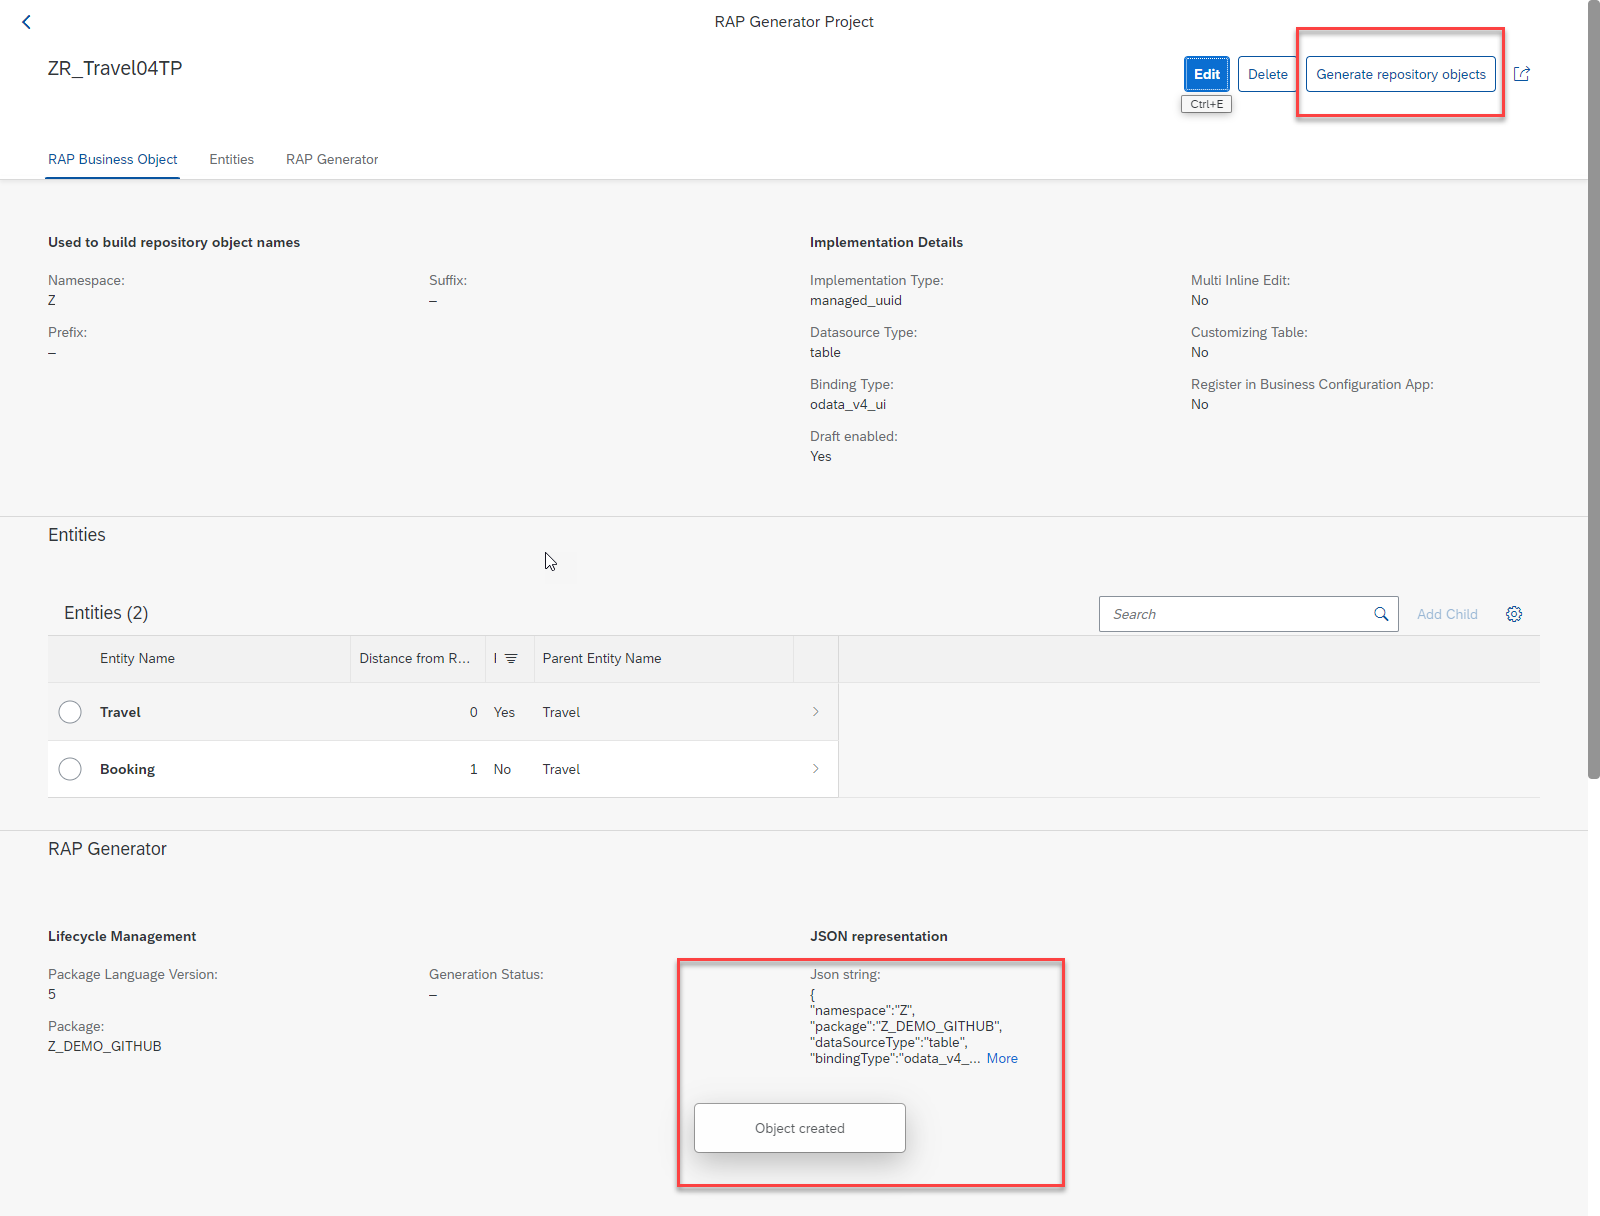 RAP Generator Project
ZR_Travel04TP
Edit
Delete
Generate repository objects
Ctrl+E
RAP Business Object
Entities
RAP Generator
Used to build repository object names
Namespace:
Z
Suffix:
–
Prefix:
–
Implementation Details
Implementation Type:
managed_uuid
Multi Inline Edit:
No
Datasource Type:
table
Customizing Table:
No
Binding Type:
odata_v4_ui
Register in Business Configuration App:
No
Draft enabled:
Yes
Entities
Entities (2)
Search
Add Child
Entity Name
Distance from R...
I
Parent Entity Name
Travel 0 Yes Travel
Booking 1 No Travel
RAP Generator
Lifecycle Management
Package Language Version:
5
Generation Status:
–
Package:
Z_DEMO_GITHUB
JSON representation
Json string:
{
"namespace":"Z",
"package":"Z_DEMO_GITHUB",
"dataSourceType":"table",
"bindingType":"odata_v4_... More
Object created